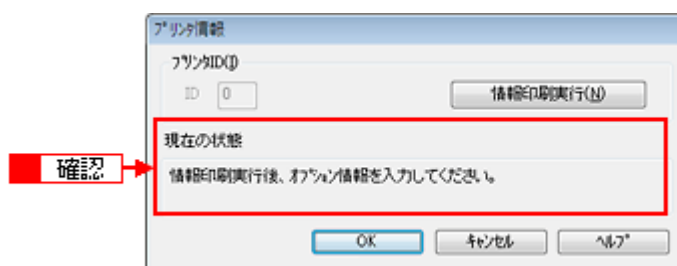 プリンタ情報
プリンタID(I)
ID 0
情報印刷実行(N)
現在の状態
確認
情報印刷実行後、オプション情報を入力してください。
OK キャンセル ヘルプ